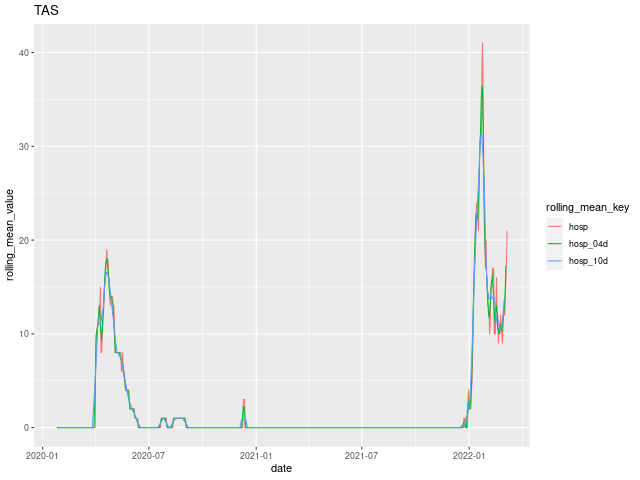 TAS
40
30
20
10
0
rolling_mean_value
2020-01
2020-07
2021-01
2021-07
2022-01
date
rolling_mean_key
hosp
hosp_04d
hosp_10d